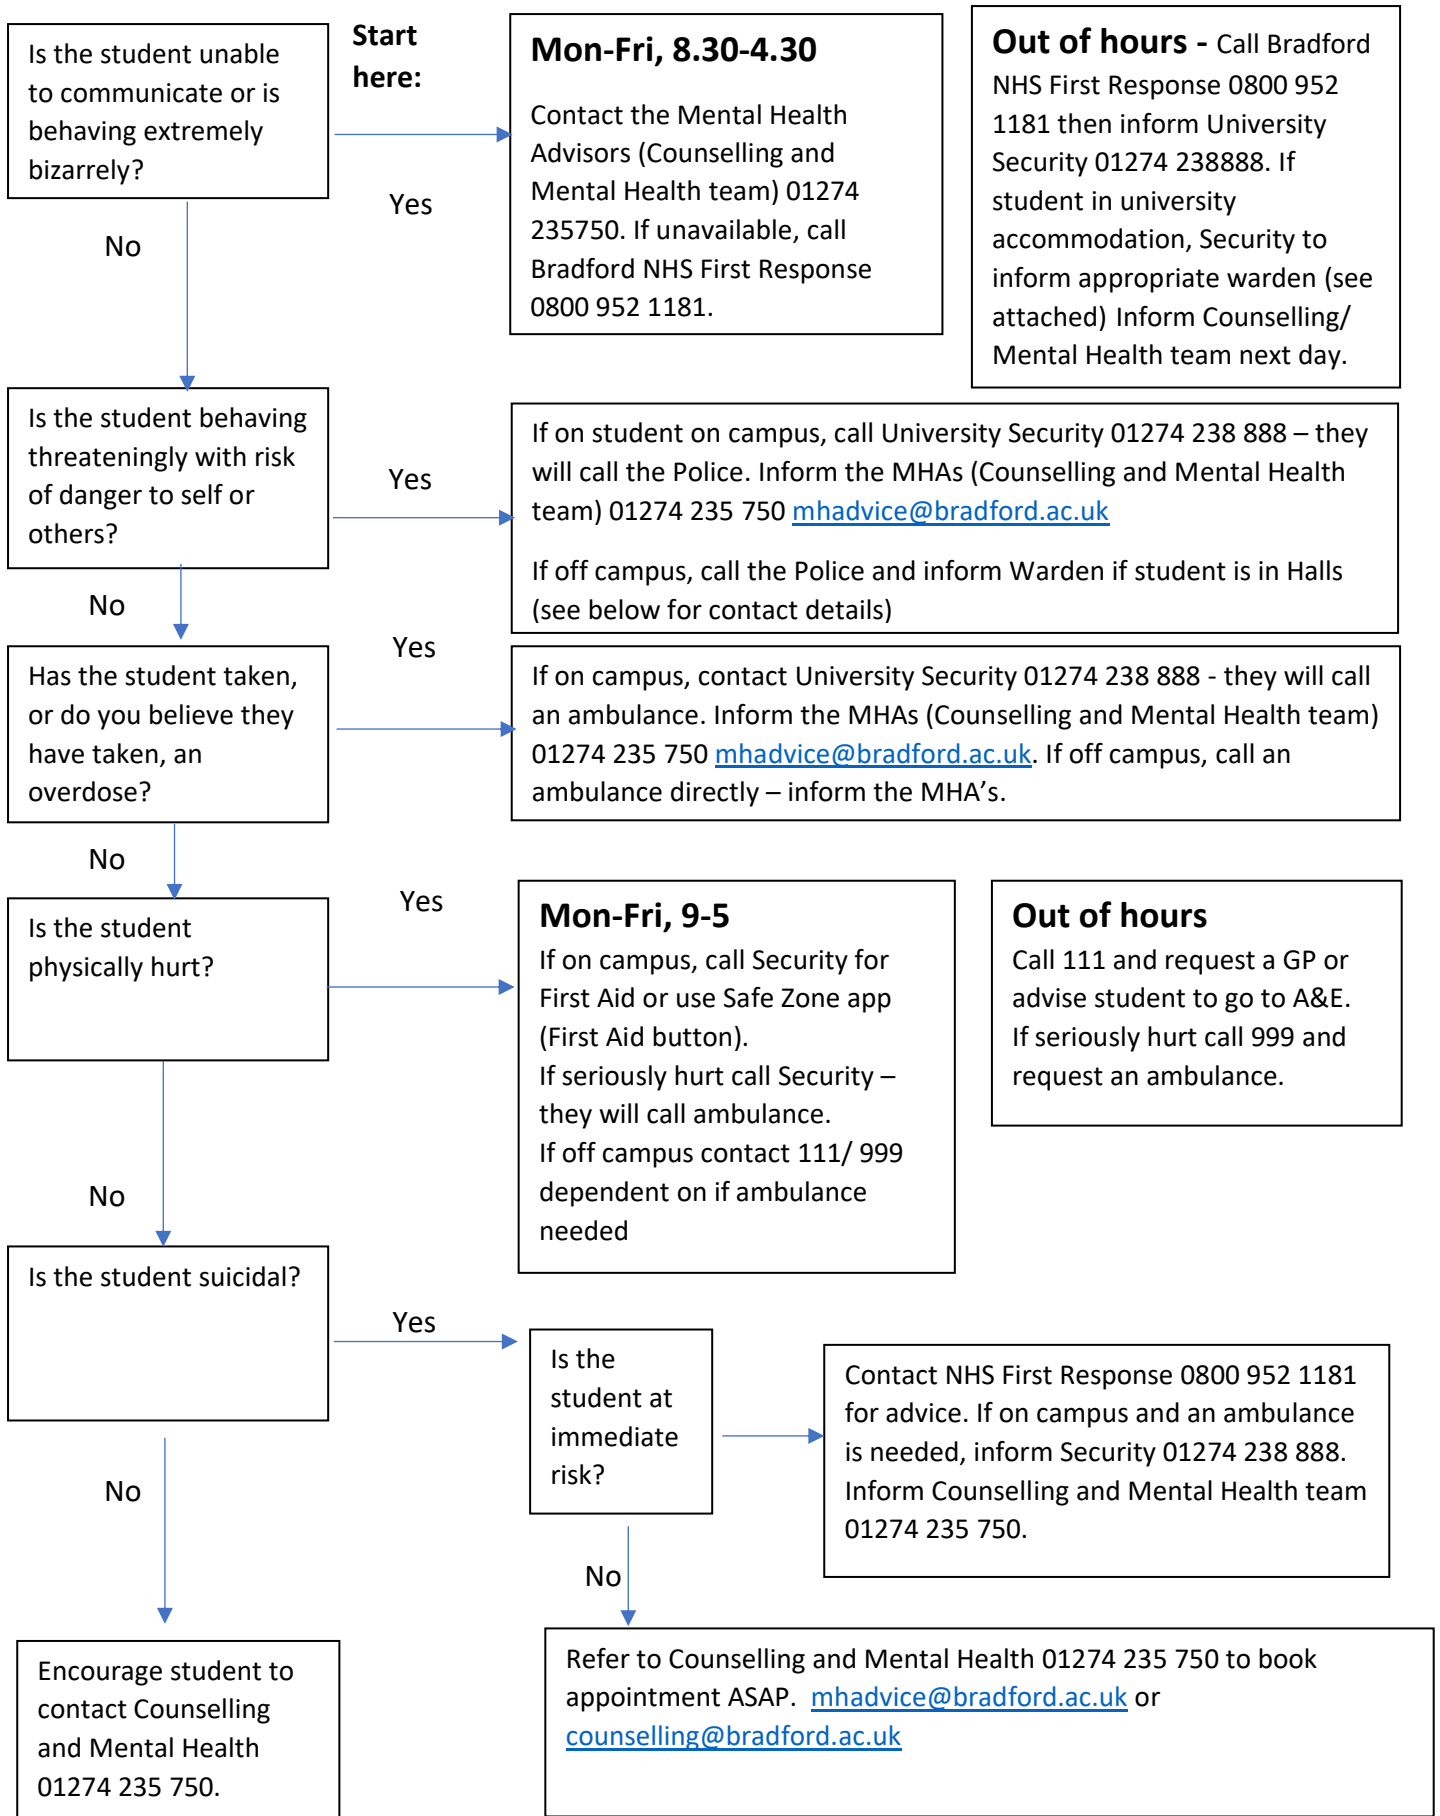 Is the student unable
to communicate or is
behaving extremely
bizarrely?
Start
here:
Yes
No
Mon-Fri, 8.30-4.30
Contact the Mental Health
Advisors (Counselling and
Mental Health team) 01274
235750. If unavailable, call
Bradford NHS First Response
0800 952 1181.
Out of hours - Call Bradford
NHS First Response 0800 952
1181 then inform University
Security 01274 238888. If
student in university
accommodation, Security to
inform appropriate warden (see
attached) Inform Counselling/
Mental Health team next day.
Is the student behaving
threateningly with risk
of danger to self or
others?
Yes
No
If on student on campus, call University Security 01274 238 888 – they
will call the Police. Inform the MHAs (Counselling and Mental Health
team) 01274 235 750 mhadvice@bradford.ac.uk
If off campus, call the Police and inform Warden if student is in Halls
(see below for contact details)
Has the student taken,
or do you believe they
have taken, an
overdose?
Yes
No
If on campus, contact University Security 01274 238 888 - they will call
an ambulance. Inform the MHAs (Counselling and Mental Health team)
01274 235 750 mhadvice@bradford.ac.uk. If off campus, call an
ambulance directly – inform the MHA’s.
Is the student
physically hurt?
Yes
No
Mon-Fri, 9-5
If on campus, call Security for
First Aid or use Safe Zone app
(First Aid button).
If seriously hurt call Security –
they will call ambulance.
If off campus contact 111/ 999
dependent on if ambulance
needed
Out of hours
Call 111 and request a GP or
advise student to go to A&E.
If seriously hurt call 999 and
request an ambulance.
Is the student suicidal?
Yes
No
Is the
student at
immediate
risk?
No
Contact NHS First Response 0800 952 1181
for advice. If on campus and an ambulance
is needed, inform Security 01274 238 888.
Inform Counselling and Mental Health team
01274 235 750.
Encourage student to
contact Counselling
and Mental Health
01274 235 750.
Refer to Counselling and Mental Health 01274 235 750 to book
appointment ASAP. mhadvice@bradford.ac.uk or
counselling@bradford.ac.uk